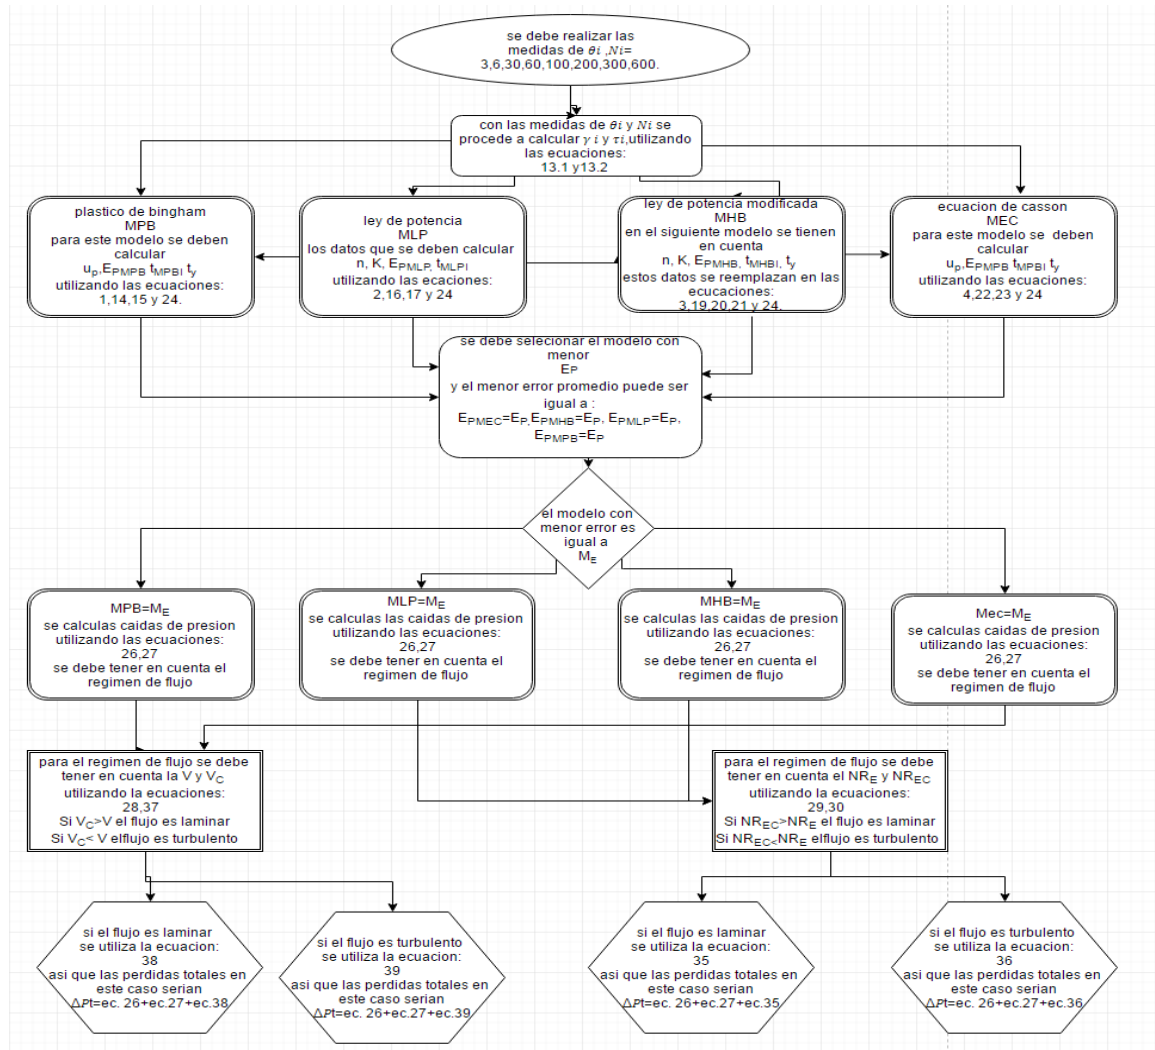 se debe realizar las
medidas de θi ,Ni=
3,6,30,60,100,200,300,600.
con las medidas de θi y Ni se
procede a calcular γ i y τi,utilizando
las ecuaciones:
13.1 y13.2
plastico de bingham
MPB
para este modelo se deben
calcular
up,EPMPB tMPBI ty
utilizando las ecuaciones:
1,14,15 y 24.
ley de potencia
MLP
los datos que se deben calcular
n, K, EPMLP, tMLPI
utilizando las ecaciones:
2,16,17 y 24
ley de potencia modificada
MHB
en el siguiente modelo se tienen
en cuenta
n, K, EPMHB, tMHBI, ty
estos datos se reemplazan en las
ecucaciones:
3,19,20,21 y 24.
ecuacion de casson
MEC
para este modelo se deben
calcular
up,EPMPB tMPBI, ty
utilizando las ecuaciones:
4,22,23 y 24
se debe selecionar el modelo con
menor
EP
y el menor error promedio puede ser
igual a :
EPMEC=EP,EPMHB=EP, EPMLP=EP,
EPMPB=EP
el modelo con
menor error es
igual a
ME
MPB=ME
se calculas caidas de presion
utilizando las ecuaciones:
26,27
se debe tener en cuenta el
regimen de flujo
MLP=ME
se calculas las caidas de presion
utilizando las ecuaciones:
26,27
se debe tener en cuenta el
regimen de flujo
MHB=ME
se calculas las caidas de presion
utilizando las ecuaciones:
26,27
se debe tener en cuenta el
regimen de flujo
Mec=ME
se calculas caidas de presion
utilizando las ecuaciones:
26,27
se debe tener en cuenta el
regimen de flujo
para el regimen de flujo se debe
tener en cuenta la V y VC
utilizando la ecuaciones:
28,37
Si VC>V el flujo es laminar
Si VC< V elflujo es turbulento
para el regimen de flujo se debe
tener en cuenta el NRE y NREC
utilizando la ecuaciones:
29,30
Si NREC>NRE el flujo es laminar
Si NREC<NRE elflujo es turbulento
si el flujo es laminar
se utiliza la ecuacion:
38
asi que las perdidas totales en
este caso serian
ΔPt=ec. 26+ec.27+ec.38
si el flujo es turbulento
se utiliza la ecuacion:
39
asi que las perdidas totales en
este caso serian
ΔPt=ec. 26+ec.27+ec.39
si el flujo es laminar
se utiliza la ecuacion:
35
asi que las perdidas totales en
este caso serian
ΔPt=ec. 26+ec.27+ec.35
si el flujo es turbulento
se utiliza la ecuacion:
36
asi que las perdidas totales en
este caso serian
ΔPt=ec. 26+ec.27+ec.36